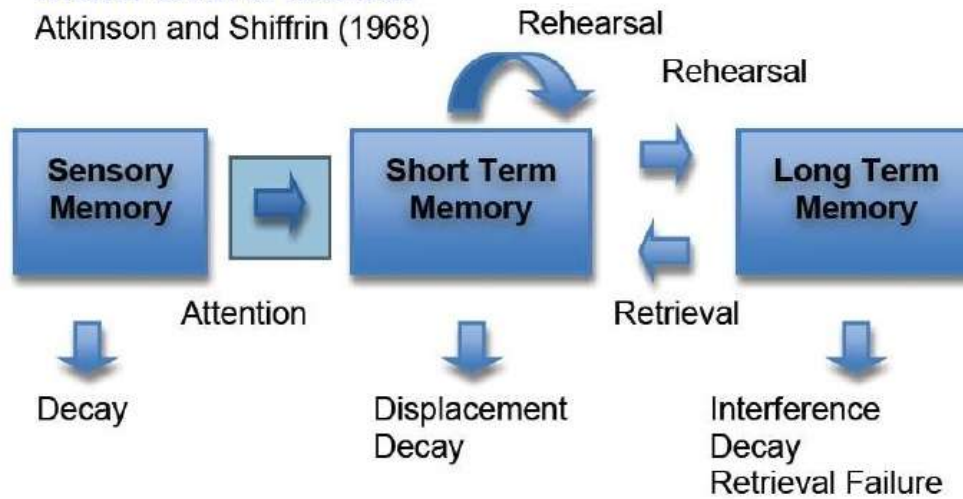 Atkinson and Shiffrin (1968)
Rehearsal
Rehearsal
Sensory
Memory
Short Term
Memory
Long Term
Memory
Attention
Retrieval
Decay
Displacement
Decay
Interference
Decay
Retrieval Failure